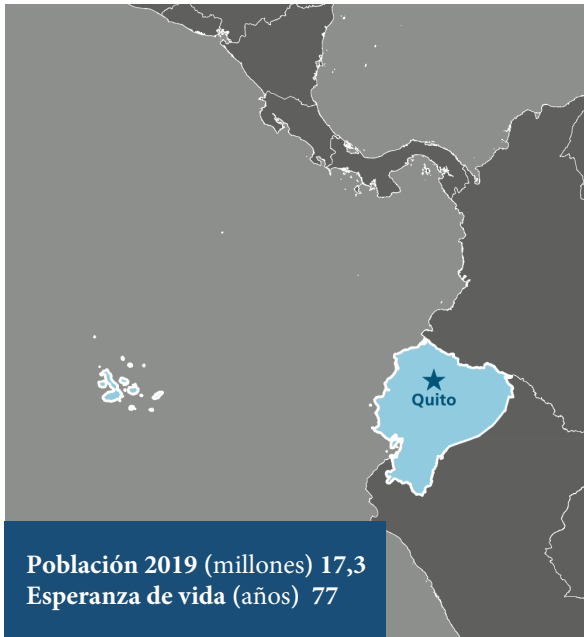 Quito
Población 2019 (millones) 17,3
Esperanza de vida (años) 77